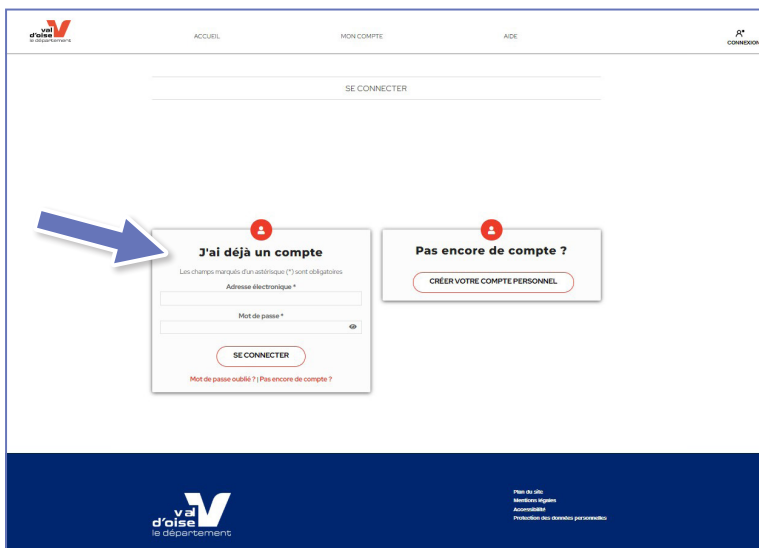 val
d'oise
le département
ACCUEIL
MON COMPTE
AIDE
CONNEXION
SE CONNECTER
J'ai déjà un compte
Les champs marqués d'un astérisque (*) sont obligatoires
Adresse électronique *
Mot de passe *
SE CONNECTER
Mot de passe oublié ? | Pas encore de compte ?
Pas encore de compte ?
CRÉER VOTRE COMPTE PERSONNEL
val
d'oise
le département
Plan du site
Mentions légales
Accessibilité
Protection des données personnelles